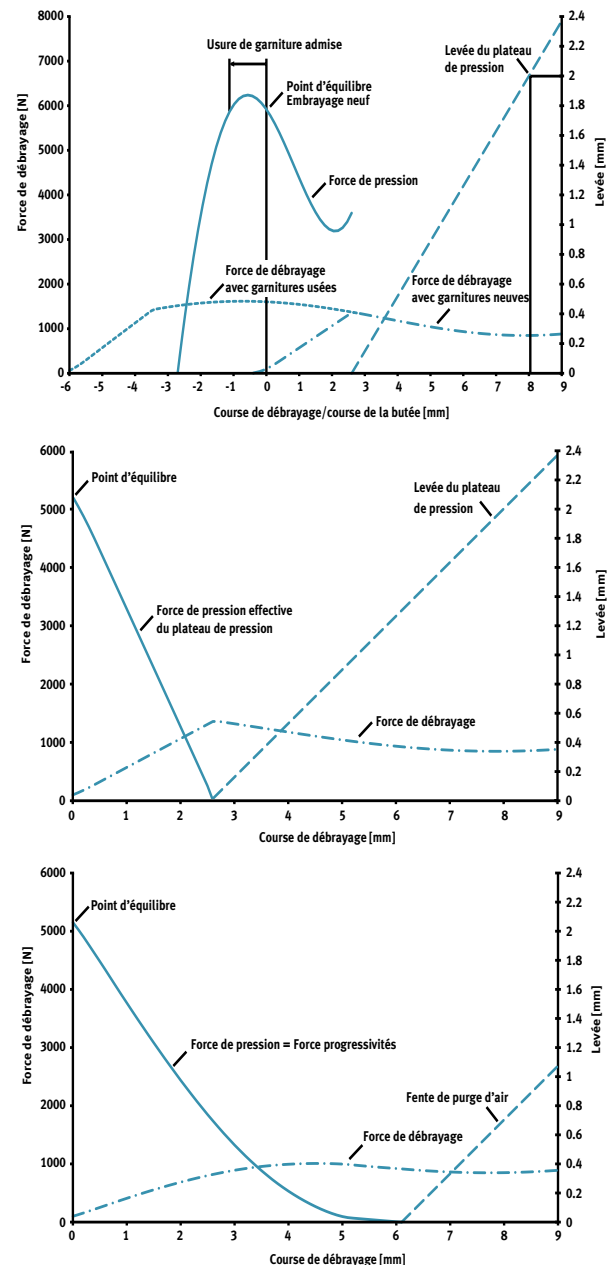 8000
7000
6000
5000
4000
3000
2000
1000
0
Force de débrayage [N]
Usure de garniture admise
Point d'équilibre
Embrayage neuf
Force de pression
Levée du plateau
de pression
Force de débrayage
avec garnitures usées
Force de débrayage
avec garnitures neuves
2.4
2.2
2
1.8
1.6
1.4
1.2
1
0.8
0.6
0.4
0.2
0
Levée [mm]
-6 -5 -4 -3 -2 -1 0 1 2 3 4 5 6 7 8 9
Course de débrayage/course de la butée [mm]
6000
5000
4000
3000
2000
1000
0
Force de débrayage [N]
Point d'équilibre
Levée du plateau
de pression
Force de pression effective
du plateau de pression
Force de débrayage
2.4
2.2
2
1.8
1.6
1.4
1.2
1
0.8
0.6
0.4
0.2
0
Levée [mm]
0 1 2 3 4 5 6 7 8 9
Course de débrayage [mm]
6000
5000
4000
3000
2000
1000
0
Force de débrayage [N]
Point d'équilibre
Force de pression = Force progressivités
Fente de purge d'air
Force de débrayage
2.4
2.2
2
1.8
1.6
1.4
1.2
1
0.8
0.6
0.4
0.2
0
Levée [mm]
0 1 2 3 4 5 6 7 8 9
Course de débrayage [mm]